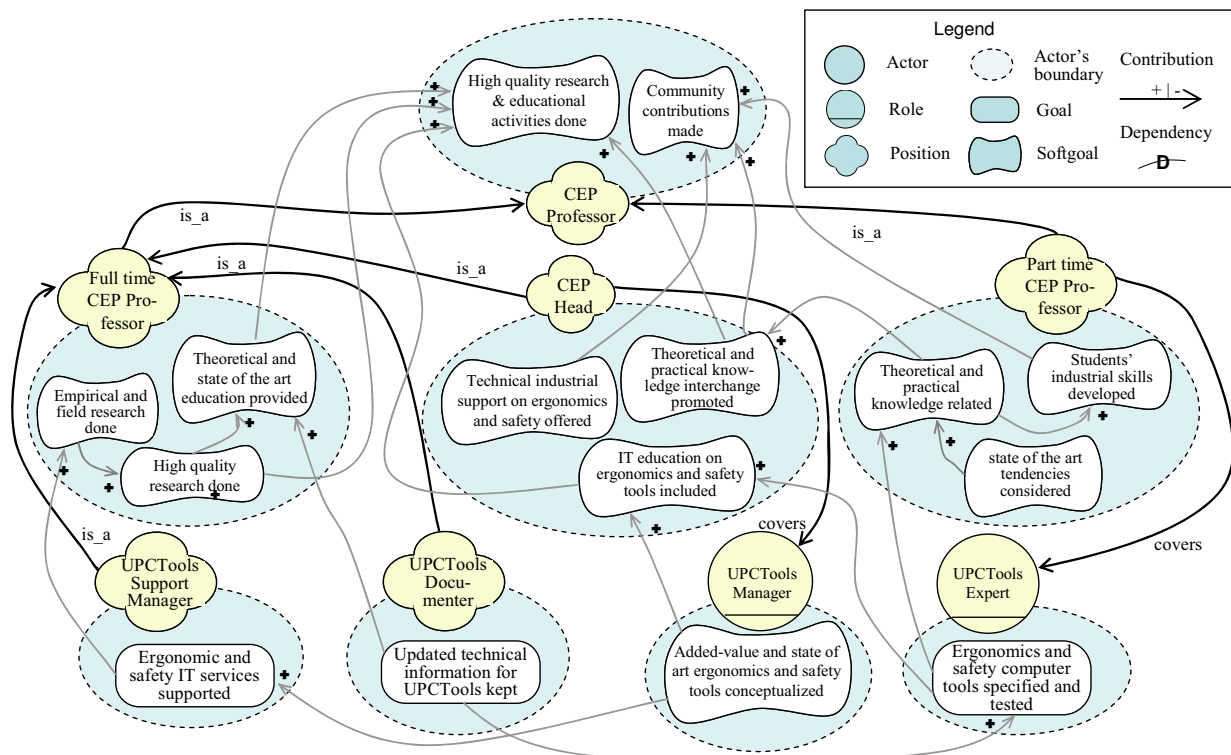 Legend
Actor
Actor's
boundary
Contribution
+ | -
Role
Goal
Dependency
D
Position
Softgoal
High quality research
& educational
activities done
Community
contributions
made
+
+
+
+
+
+
+
CEP
Professor
is_a
is_a
is_a
is_a
Full time
CEP Pro-
fessor
CEP
Head
Part time
CEP Pro-
fessor
Theoretical and
state of the art
education provided
Empirical and
field research
done
High quality
research done
+
+
+
+
+
Technical industrial
support on ergonomics
and safety offered
Theoretical and
practical know-
ledge interchange
promoted
IT education on
ergonomics and
safety tools
tools included
+
+
+
Theoretical and
practical
knowledge related
Students'
industrial skills
developed
state of the art
tendencies
considered
+
+
+
is_a
covers
covers
UPCTools
Support
Manager
UPCTools
Docu-
menter
UPCTools
Manager
UPCTools
Expert
Ergonomic and
safety IT services
supported
+
Updated technical
information for
UPCTools kept
Added-value and state of
art ergonomics and safety
tools conceptualized
Ergonomics and
safety computer
tools specified and
tested
+